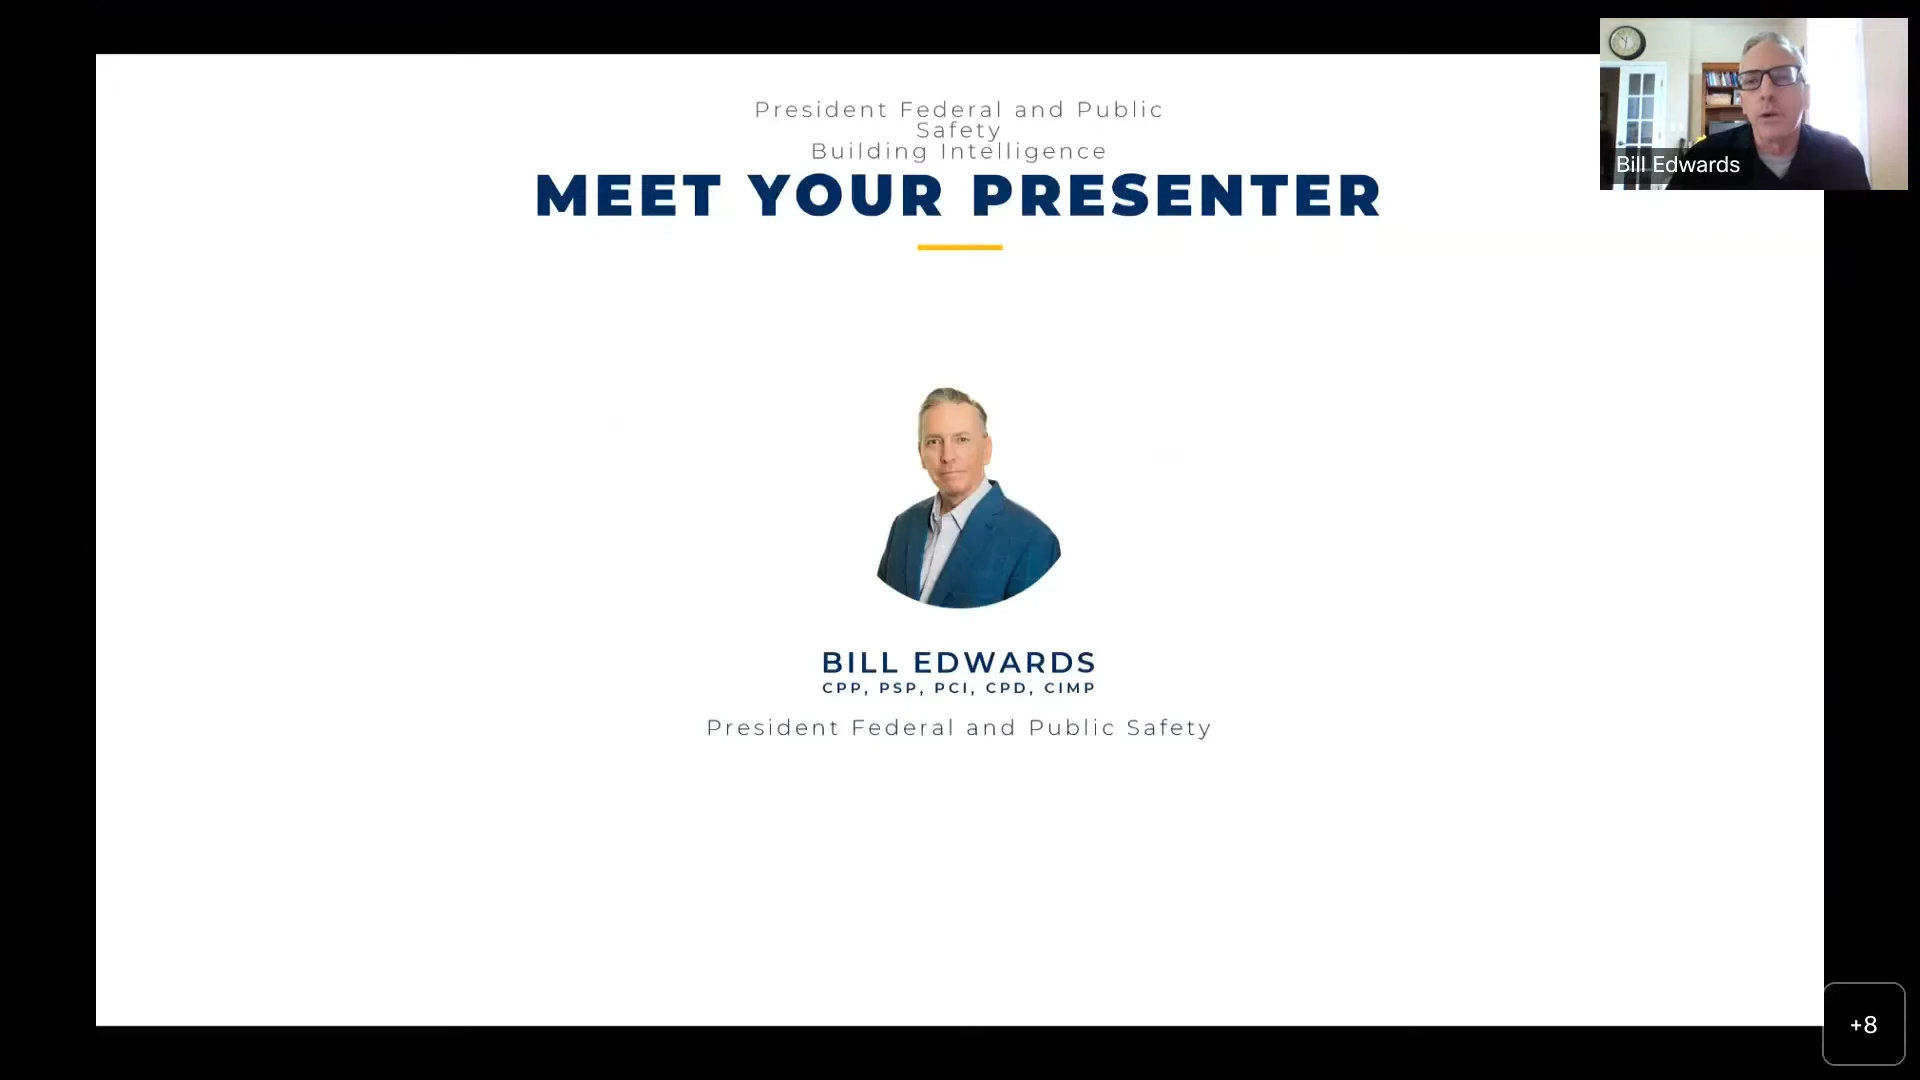 President Federal and Public
Safety
Building Intelligence
MEET YOUR PRESENTER
Bill Edwards
BILL EDWARDS
CPP, PSP, PCI, CPD, CIMP
President Federal and Public Safety
+8